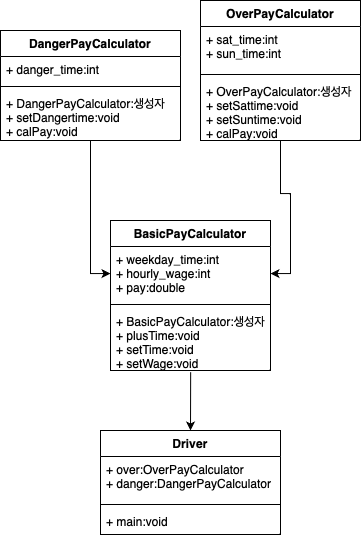 DangerPayCalculator
+ danger_time:int
+ DangerPayCalculator:생성자
+ setDangertime:void
+ calPay:void
OverPayCalculator
+ sat_time:int
+ sun_time:int
+ OverPayCalculator:생성자
+ setSattime:void
+ setSuntime:void
+ calPay:void
BasicPayCalculator
+ weekday_time:int
+ hourly_wage:int
+ pay:double
+ BasicPayCalculator:생성자
+ plusTime:void
+ setTime:void
+ setWage:void
Driver
+ over:OverPayCalculator
+ danger:DangerPayCalculator
+ main:void